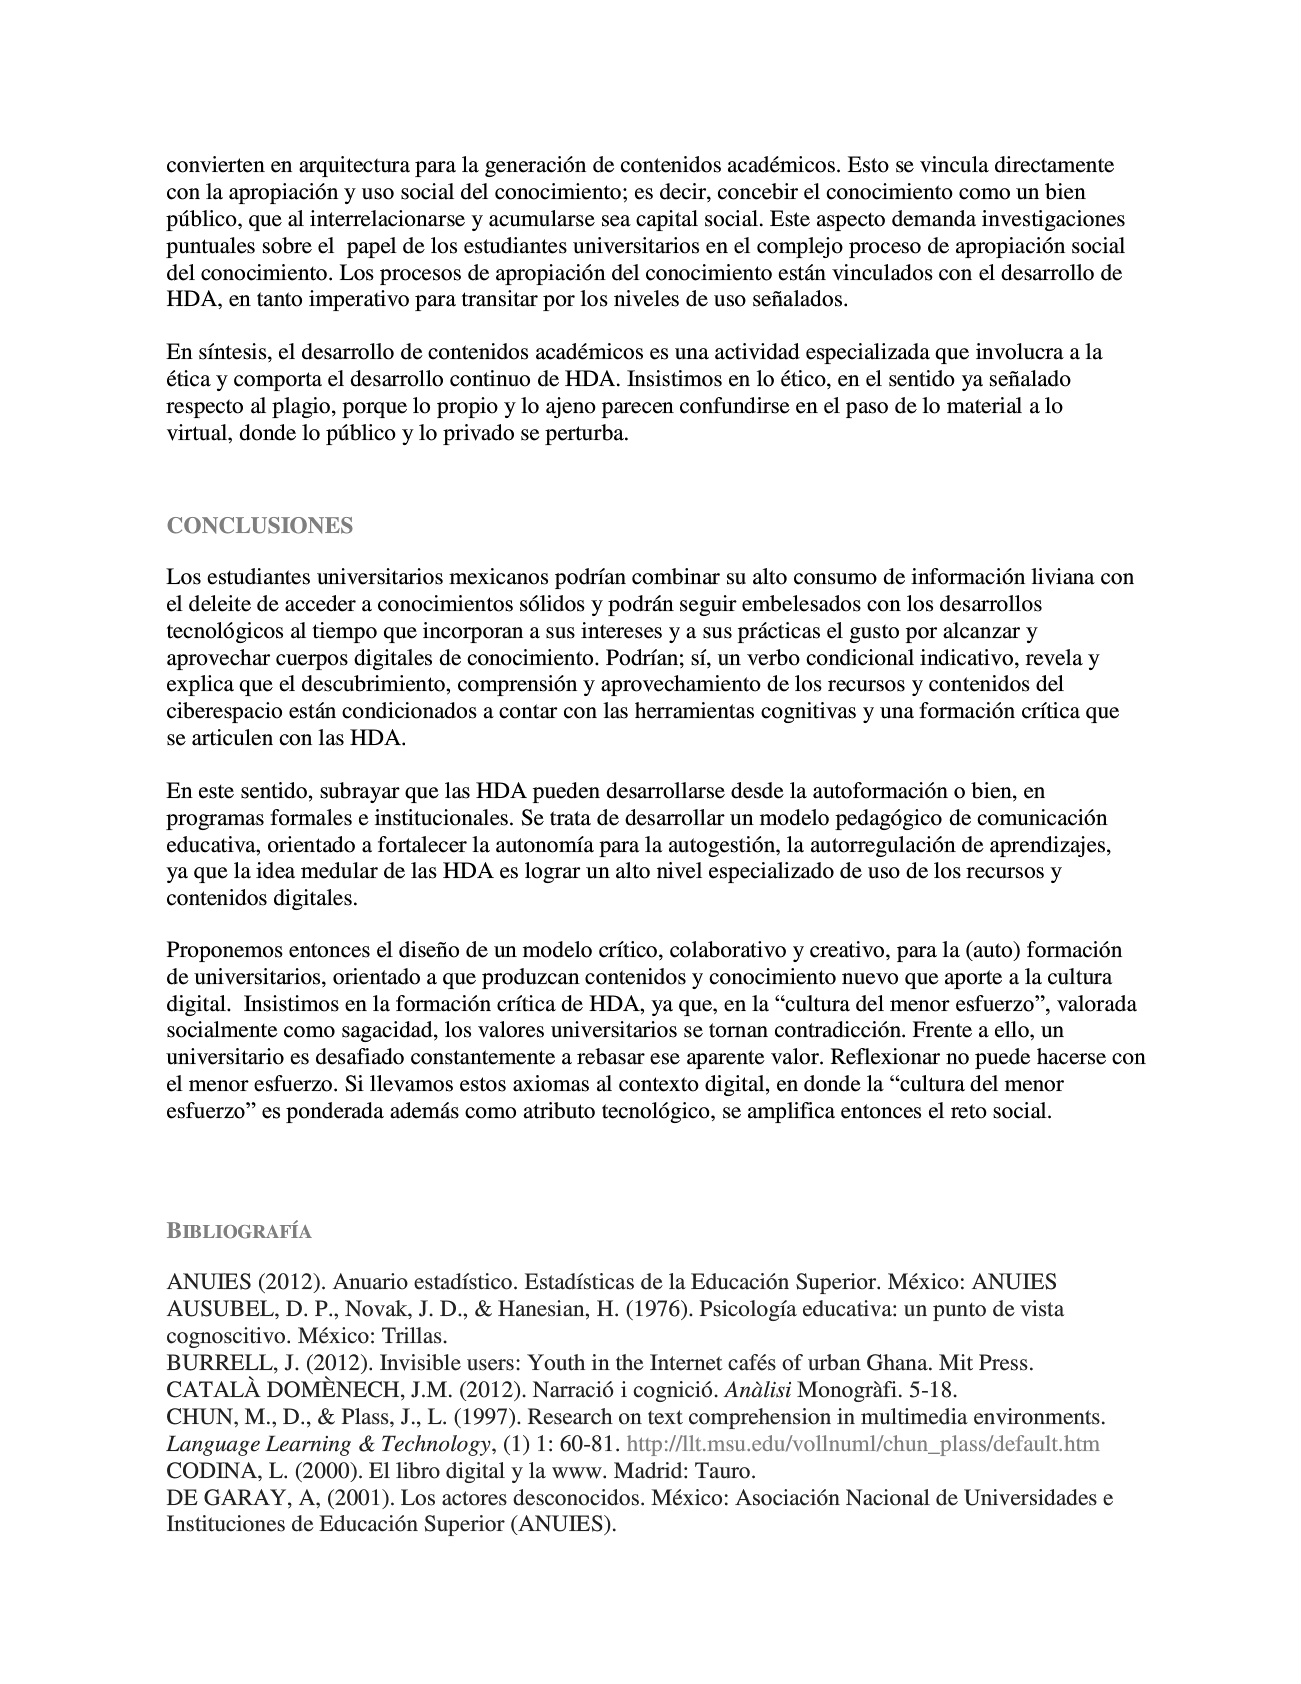 convierten en arquitectura para la generación de contenidos académicos. Esto se vincula directamente
con la apropiación y uso social del conocimiento; es decir, concebir el conocimiento como un bien
público, que al interrelacionarse y acumularse sea capital social. Este aspecto demanda investigaciones
puntuales sobre el  papel de los estudiantes universitarios en el complejo proceso de apropiación social
del conocimiento. Los procesos de apropiación del conocimiento están vinculados con el desarrollo de
HDA, en tanto imperativo para transitar por los niveles de uso señalados.
En síntesis, el desarrollo de contenidos académicos es una actividad especializada que involucra a la
ética y comporta el desarrollo continuo de HDA. Insistimos en lo ético, en el sentido ya señalado
respecto al plagio, porque lo propio y lo ajeno parecen confundirse en el paso de lo material a lo
virtual, donde lo público y lo privado se perturba.
CONCLUSIONES
Los estudiantes universitarios mexicanos podrían combinar su alto consumo de información liviana con
el deleite de acceder a conocimientos sólidos y podrán seguir embelesados con los desarrollos
tecnológicos al tiempo que incorporan a sus intereses y a sus prácticas el gusto por alcanzar y
aprovechar cuerpos digitales de conocimiento. Podrían; sí, un verbo condicional indicativo, revela y
explica que el descubrimiento, comprensión y aprovechamiento de los recursos y contenidos del
ciberespacio están condicionados a contar con las herramientas cognitivas y una formación crítica que
se articulen con las HDA.
En este sentido, subrayar que las HDA pueden desarrollarse desde la autoformación o bien, en
programas formales e institucionales. Se trata de desarrollar un modelo pedagógico de comunicación
educativa, orientado a fortalecer la autonomía para la autogestión, la autorregulación de aprendizajes,
ya que la idea medular de las HDA es lograr un alto nivel especializado de uso de los recursos y
contenidos digitales.
Proponemos entonces el diseño de un modelo crítico, colaborativo y creativo, para la (auto) formación
de universitarios, orientado a que produzcan contenidos y conocimiento nuevo que aporte a la cultura
digital.  Insistimos en la formación crítica de HDA, ya que, en la “cultura del menor esfuerzo”, valorada
socialmente como sagacidad, los valores universitarios se tornan contradicción. Frente a ello, un
universitario es desafiado constantemente a rebasar ese aparente valor. Reflexionar no puede hacerse con
el menor esfuerzo. Si llevamos estos axiomas al contexto digital, en donde la “cultura del menor
esfuerzo” es ponderada además como atributo tecnológico, se amplifica entonces el reto social.
BIBLIOGRAFÍA
ANUIES (2012). Anuario estadístico. Estadísticas de la Educación Superior. México: ANUIES
AUSUBEL, D. P., Novak, J. D., & Hanesian, H. (1976). Psicología educativa: un punto de vista
cognoscitivo. México: Trillas.
BURRELL, J. (2012). Invisible users: Youth in the Internet cafés of urban Ghana. Mit Press.
CATALÀ DOMÈNECH, J.M. (2012). Narració i cognició. Anàlisi Monogràfi. 5-18.
CHUN, M., D., & Plass, J., L. (1997). Research on text comprehension in multimedia environments.
Language Learning & Technology, (1) 1: 60-81. http://llt.msu.edu/vollnuml/chun_plass/default.htm
CODINA, L. (2000). El libro digital y la www. Madrid: Tauro.
DE GARAY, A, (2001). Los actores desconocidos. México: Asociación Nacional de Universidades e
Instituciones de Educación Superior (ANUIES).